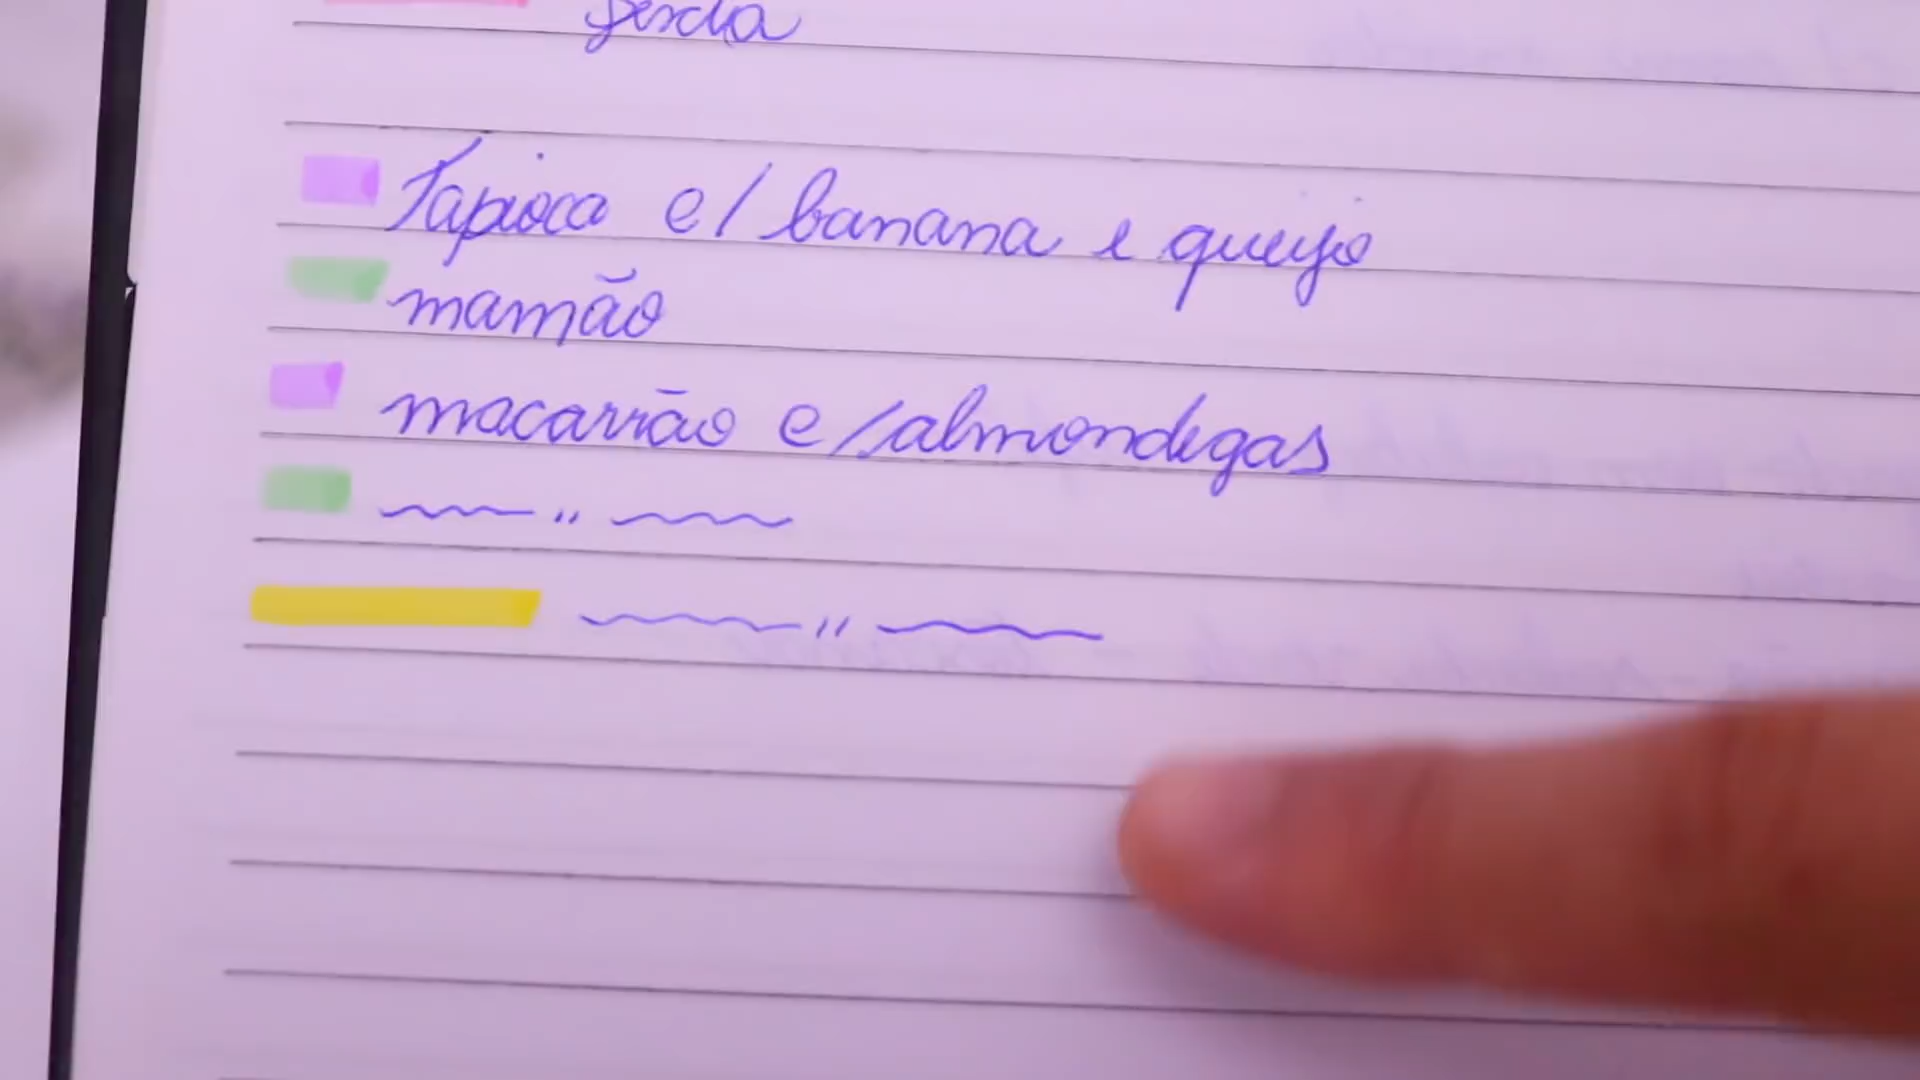 Tapioca c/ banana e queijo
mamão
macarrão c/almondegas
~ " ~
~ " ~